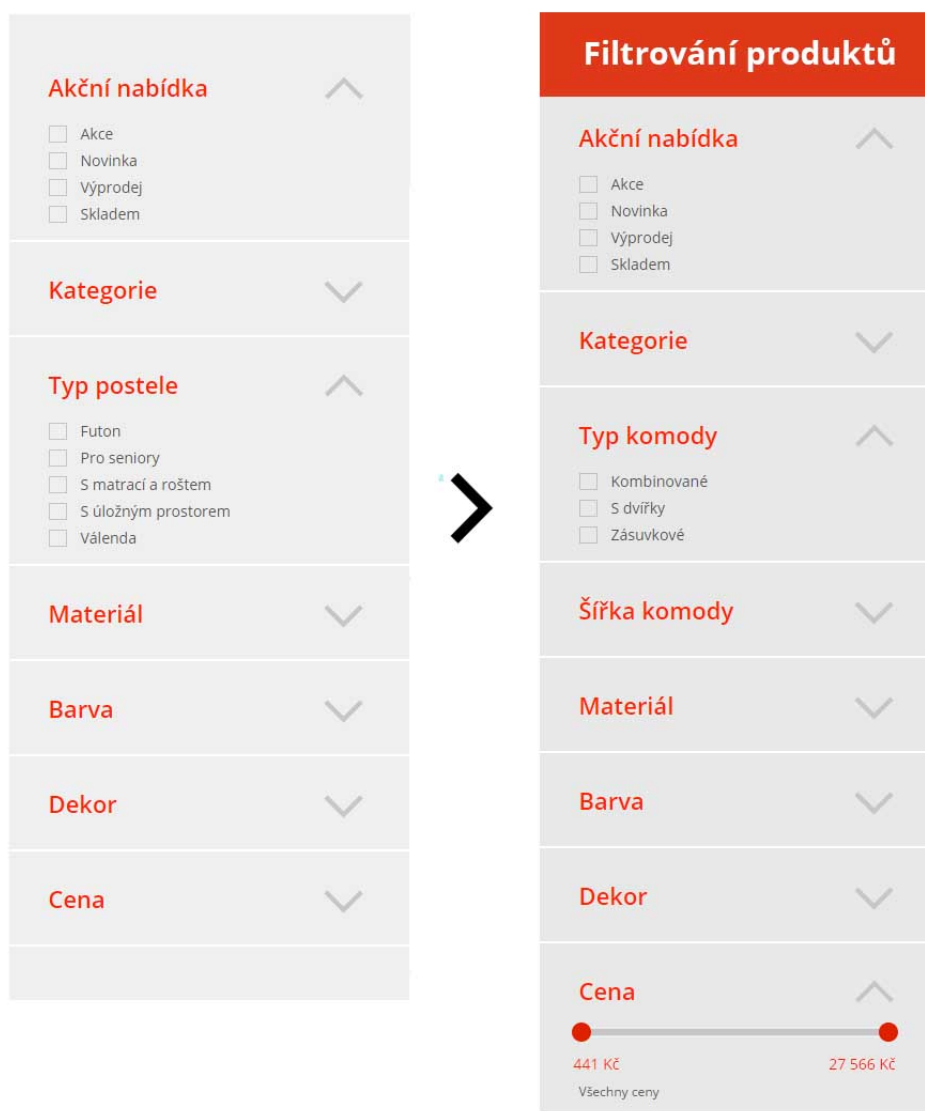 Akční nabídka
Akce
Novinka
Výprodej
Skladem
Kategorie
Typ postele
Futon
Pro seniory
S matrací a roštem
S úložným prostorem
Válenda
Materiál
Barva
Dekor
Cena
Filtrování produktů
Akční nabídka
Akce
Novinka
Výprodej
Skladem
Kategorie
Typ komody
Kombinované
S dvířky
Zásuvkové
Šířka komody
Materiál
Barva
Dekor
Cena
441 Kč 27 566 Kč
Všechny ceny